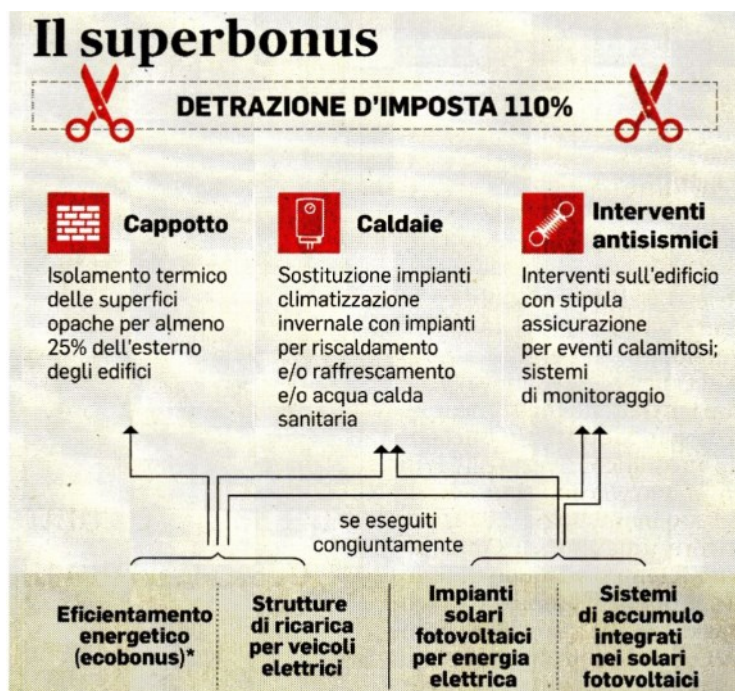 Il superbonus
DETRAZIONE D'IMPOSTA 110%
Cappotto
Isolamento termico
delle superfici
opache per almeno
25% dell'esterno
degli edifici
Caldaie
Sostituzione impianti
climatizzazione
invernale con impianti
per riscaldamento
e/o raffrescamento
e/o acqua calda
sanitaria
Interventi
antisismici
Interventi sull'edificio
con stipula
assicurazione
per eventi calamitosi;
sistemi
di monitoraggio
se eseguiti
congiuntamente
Eficientamento
energetico
(ecobonus)*
Strutture
di ricarica
per veicoli
elettrici
Impianti
solari
fotovoltaici
per energia
elettrica
Sistemi
di accumulo
integrati
nei solari
fotovoltaici